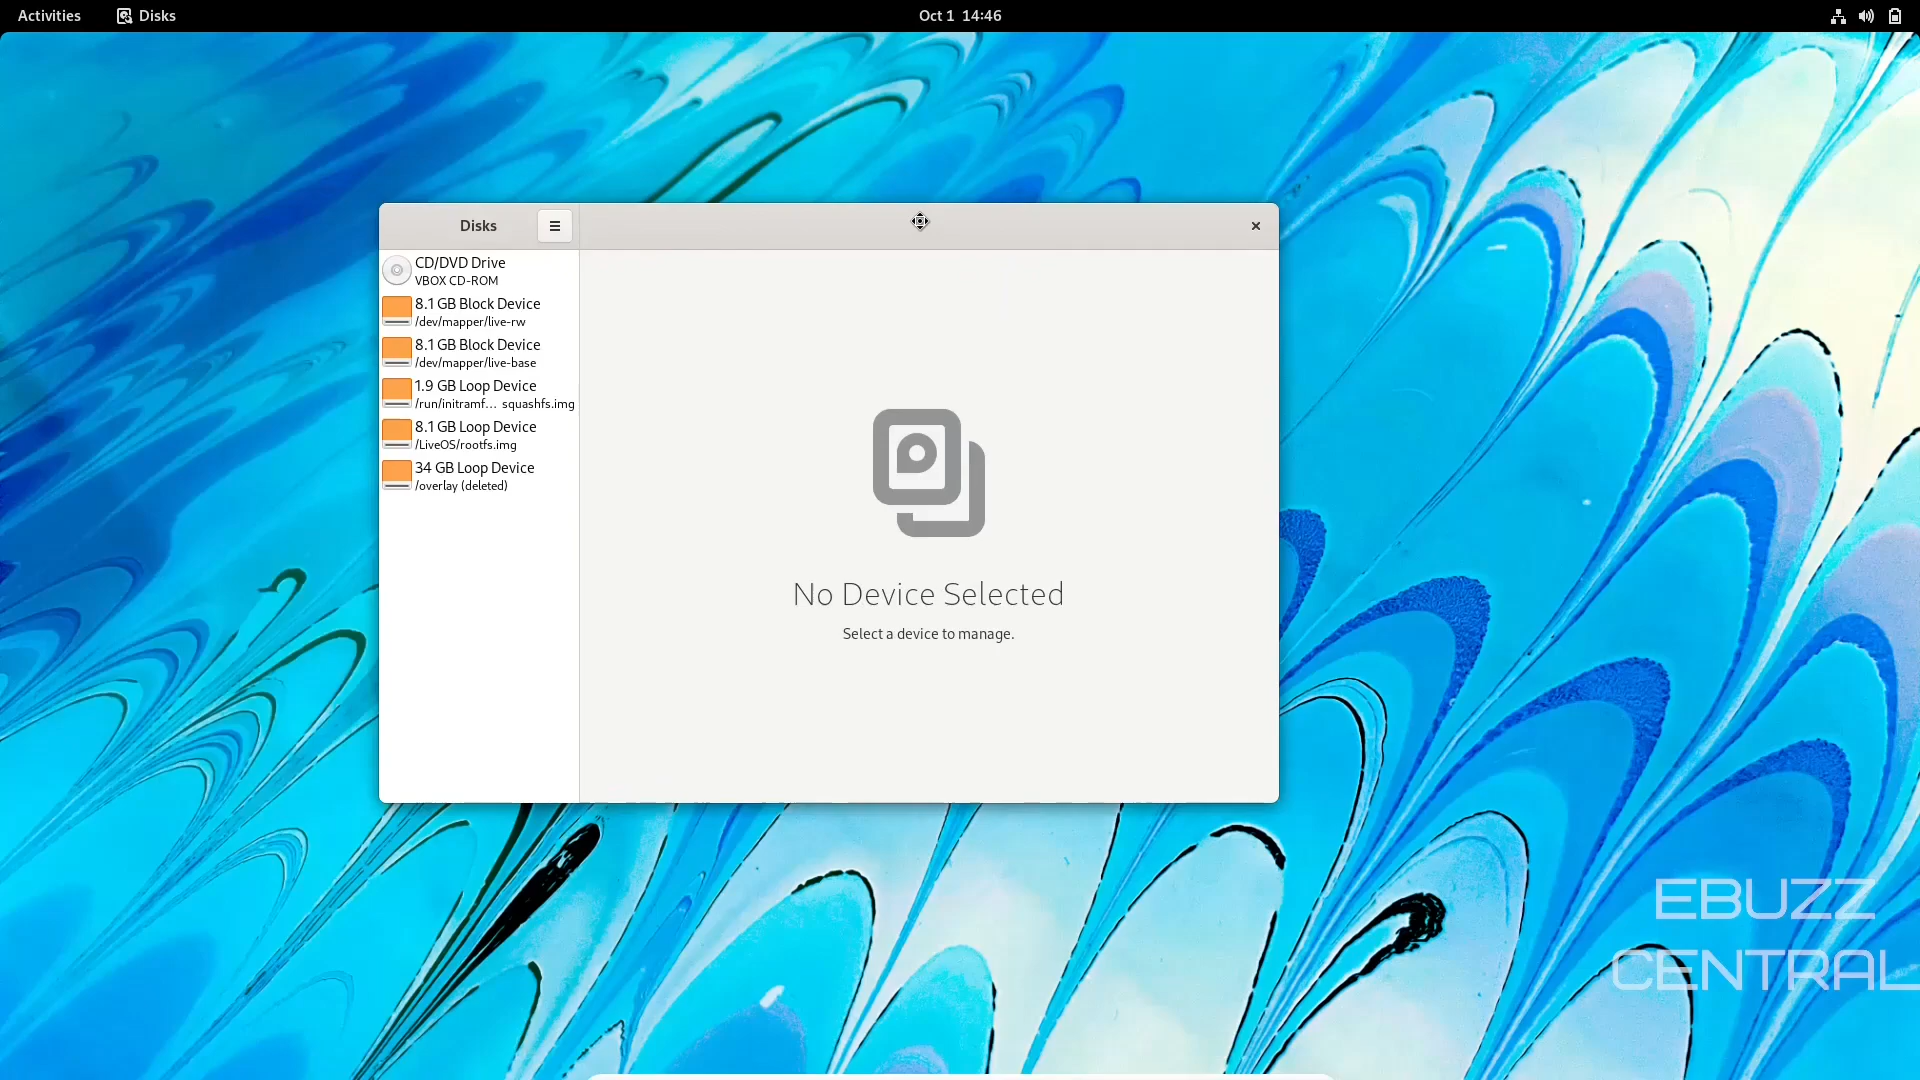 Activities
Disks
Oct 1 14:46
Disks
CD/DVD Drive
VBOX CD-ROM
8.1 GB Block Device
/dev/mapper/live-rw
8.1 GB Block Device
/dev/mapper/live-base
1.9 GB Loop Device
/run/initramf… squashfs.img
8.1 GB Loop Device
/LiveOS/rootfs.img
34 GB Loop Device
/overlay (deleted)
No Device Selected
Select a device to manage.
EBUZZ
CENTRAL